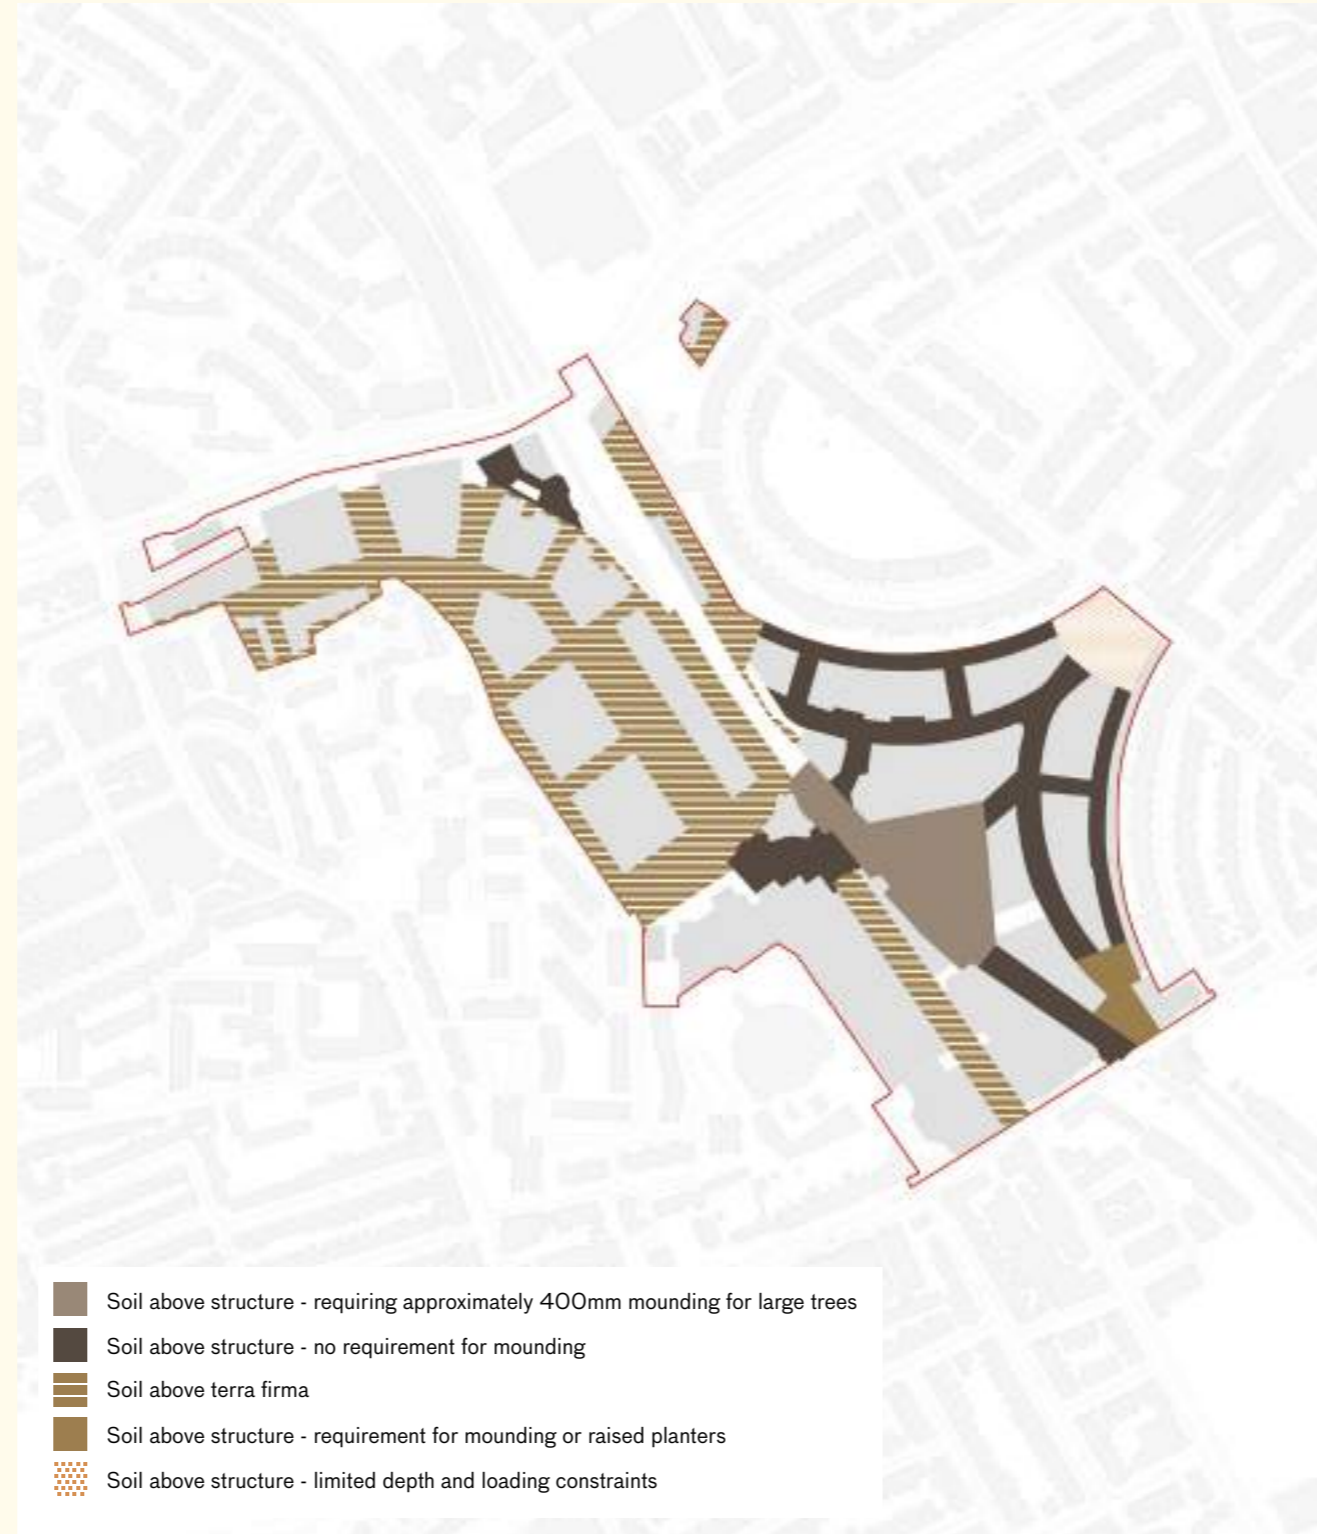 Soil above structure - requiring approximately 400mm mounding for large trees
Soil above structure - no requirement for mounding
Soil above terra firma
Soil above structure - requirement for mounding or raised planters
Soil above structure - limited depth and loading constraints